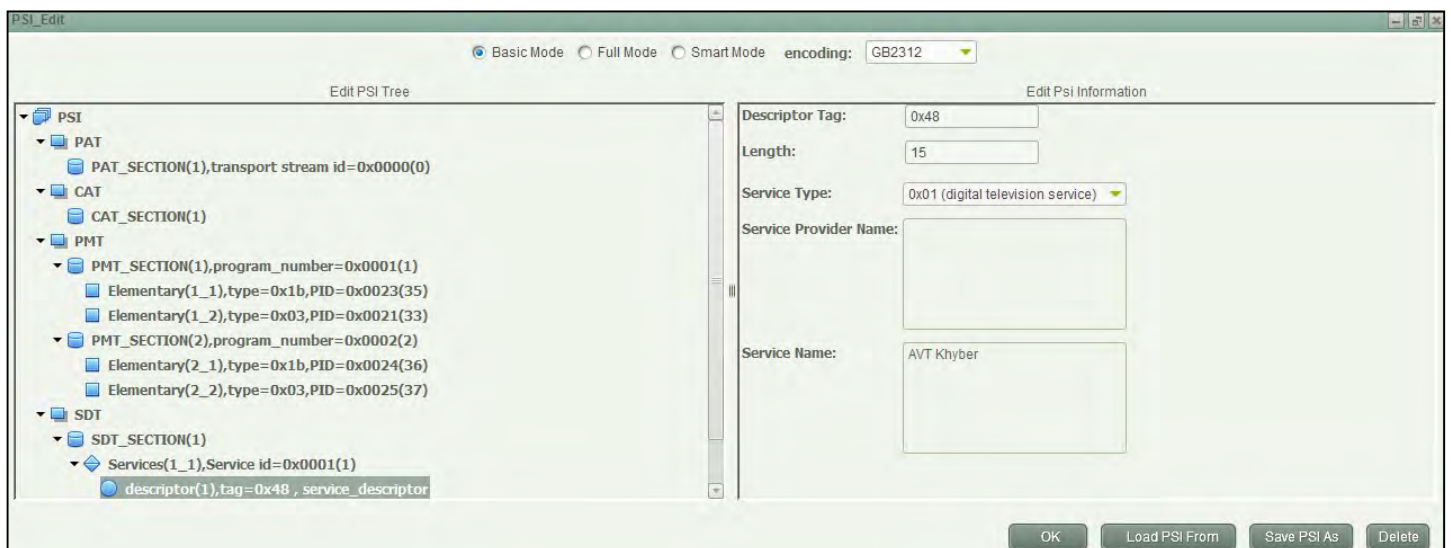 PSI_Edit
Basic Mode Full Mode Smart Mode encoding: GB2312
Edit PSI Tree
PSI
PAT
PAT_SECTION(1),transport stream id=0x0000(0)
CAT
CAT_SECTION(1)
PMT
PMT_SECTION(1),program_number=0x0001(1)
Elementary(1_1),type=0x1b,PID=0x0023(35)
Elementary(1_2),type=0x03,PID=0x0021(33)
PMT_SECTION(2),program_number=0x0002(2)
Elementary(2_1),type=0x1b,PID=0x0024(36)
Elementary(2_2),type=0x03,PID=0x0025(37)
SDT
SDT_SECTION(1)
Services(1_1),Service id=0x0001(1)
descriptor(1),tag=0x48 , service_descriptor
Edit Psi Information
Descriptor Tag: 0x48
Length: 15
Service Type: 0x01 (digital television service)
Service Provider Name:
Service Name: AVT Khyber
OK Load PSI From Save PSI As Delete